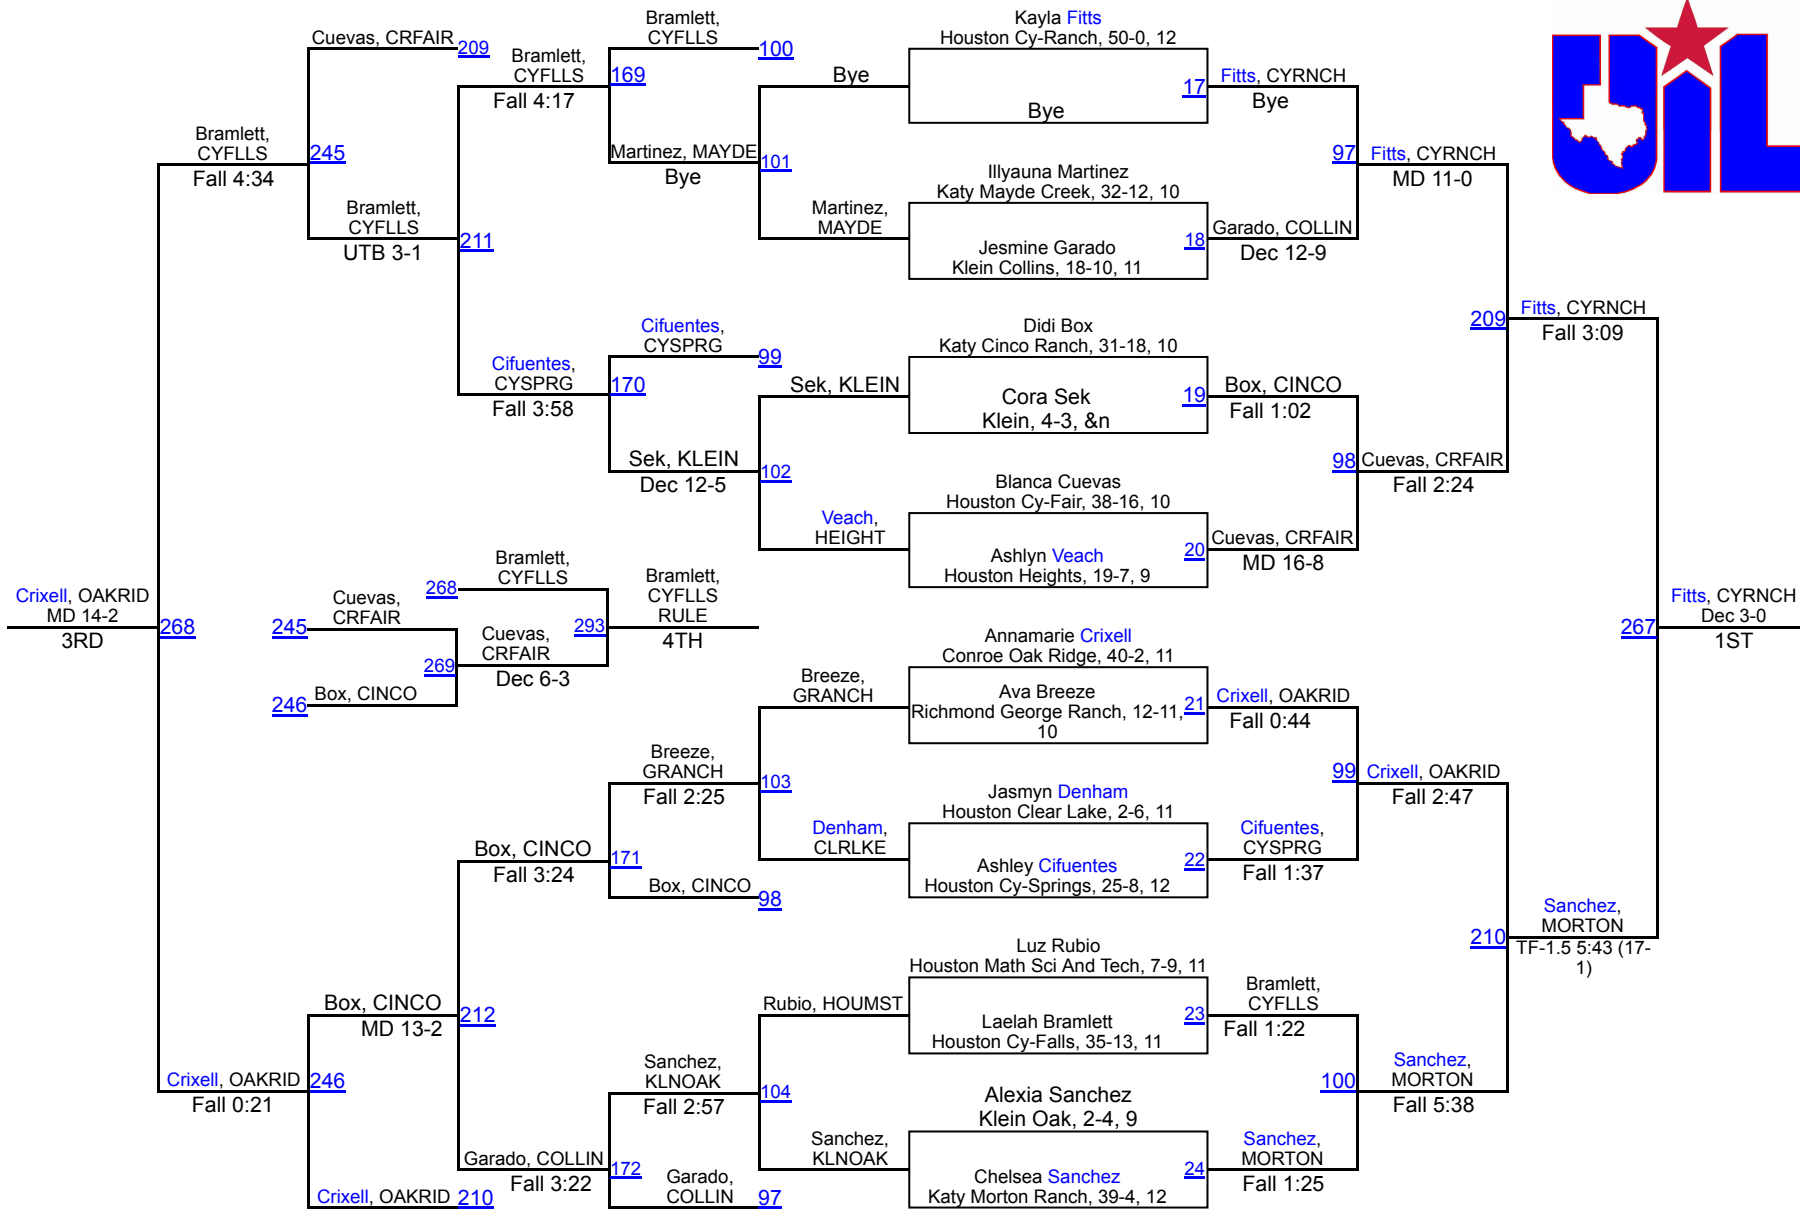 Cuevas, CRFAIR
209
Bramlett,
CYFLLS
Fall 4:34
245
Bramlett,
CYFLLS
UTB 3-1
Bramlett,
CYFLLS
Fall 4:17
211
Cifuentes,
CYSPRG
Fall 3:58
Bramlett,
CYFLLS
100
169
Martinez, MAYDE
Bye
101
Cifuentes,
CYSPRG
99
170
Sek, KLEIN
Dec 12-5
102
Bye
Martinez,
MAYDE
Sek, KLEIN
Veach,
HEIGHT
Kayla Fitts
Houston Cy-Ranch, 50-0, 12
Bye
17
Illyauna Martinez
Katy Mayde Creek, 32-12, 10
Jesmine Garado
Klein Collins, 18-10, 11
18
Didi Box
Katy Cinco Ranch, 31-18, 10
Cora Sek
Klein, 4-3, &n
19
Blanca Cuevas
Houston Cy-Fair, 38-16, 10
Ashlyn Veach
Houston Heights, 19-7, 9
20
Fitts, CYRNCH
Bye
97
Garado, COLLIN
Dec 12-9
Fitts, CYRNCH
MD 11-0
Box, CINCO
Fall 1:02
98
Cuevas, CRFAIR
MD 16-8
Cuevas, CRFAIR
Fall 2:24
209
Fitts, CYRNCH
Fall 3:09
UIL
Crixell, OAKRID
MD 14-2
3RD
268
245
Cuevas,
CRFAIR
246
Box, CINCO
269
268
Bramlett,
CYFLLS
Cuevas,
CRFAIR
Dec 6-3
293
Bramlett,
CYFLLS
RULE
4TH
267
Fitts, CYRNCH
Dec 3-0
1ST
Breeze,
GRANCH
Annamarie Crixell
Conroe Oak Ridge, 40-2, 11
Ava Breeze
Richmond George Ranch, 12-11,
10
21
Crixell, OAKRID
Fall 0:44
Breeze,
GRANCH
Fall 2:25
103
Denham,
CLRLKE
Jasmyn Denham
Houston Clear Lake, 2-6, 11
Ashley Cifuentes
Houston Cy-Springs, 25-8, 12
22
Cifuentes,
CYSPRG
Fall 1:37
99
Crixell, OAKRID
Fall 2:47
Box, CINCO
Fall 3:24
171
Box, CINCO
98
Luz Rubio
Houston Math Sci And Tech, 7-9, 11
Rubio, HOUMST
Laelah Bramlett
Houston Cy-Falls, 35-13, 11
23
Bramlett,
CYFLLS
Fall 1:22
210
Sanchez,
MORTON
TF-1.5 5:43 (17-
1)
Box, CINCO
MD 13-2
212
Sanchez,
KLNOAK
Fall 2:57
104
Sanchez,
KLNOAK
Alexia Sanchez
Klein Oak, 2-4, 9
Chelsea Sanchez
Katy Morton Ranch, 39-4, 12
24
Sanchez,
MORTON
Fall 1:25
100
Sanchez,
MORTON
Fall 5:38
Crixell, OAKRID
Fall 0:21
246
Garado, COLLIN
Fall 3:22
172
Garado,
COLLIN
97
Crixell, OAKRID
210